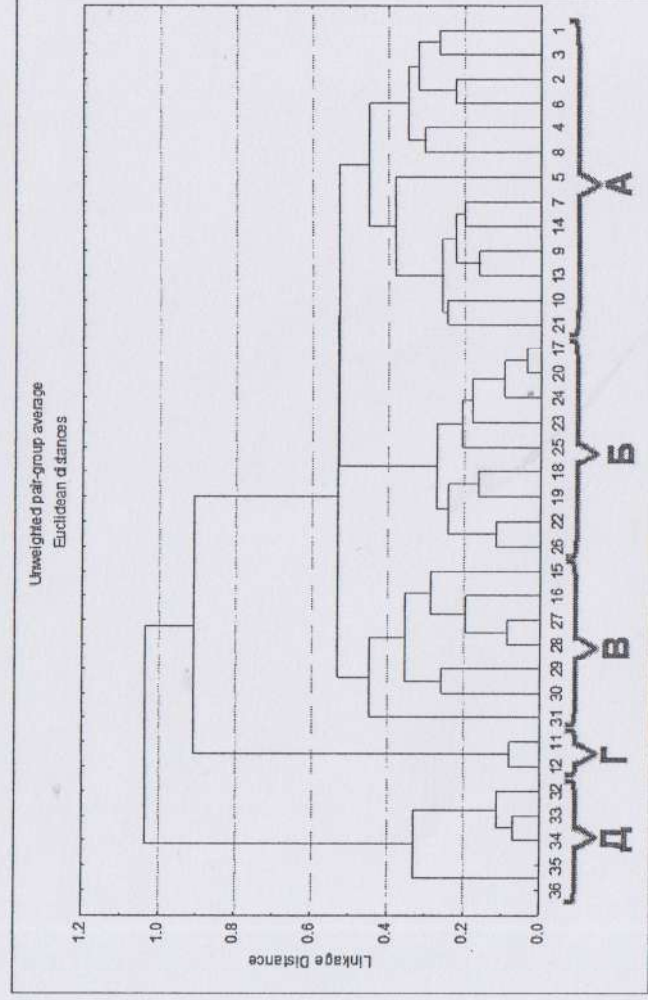 Unweighted pair-group average
Euclidean distances
Linkage Distance
1.2
1.0
0.8
0.6
0.4
0.2
0.0
36 35 34 33 32 12 11 31 30 29 28 27 16 15 26 22 19 18 25 23 24 20 17 21 10 13 9 14 7 5 8 4 6 2 3 1
Д Г В Б А